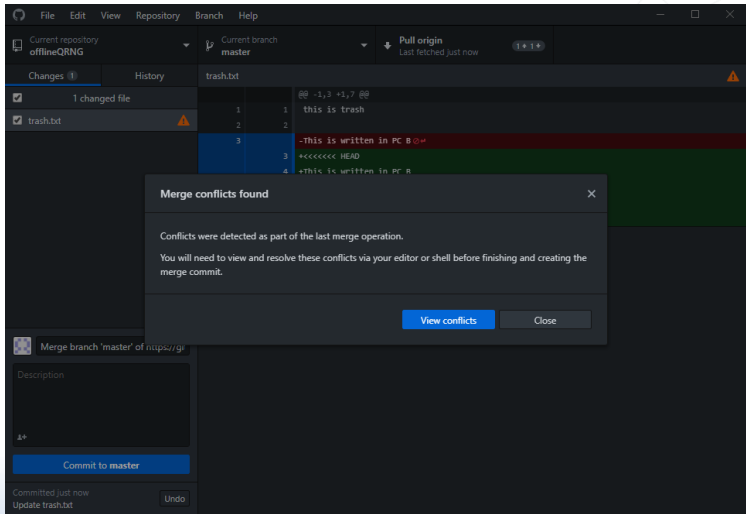 File Edit View Repository Branch Help
Current repository
offlineQRNG
Current branch
master
Pull origin
Last fetched just now
1 1
Changes 1 History
trash.txt
1 changed file
trash.txt
@@ -1,3 +1,7 @@
1 1 this is trash
2 2
3 -This is written in PC B
3 +<<<<<<< HEAD
4 +This is written in PC B
Merge conflicts found
Conflicts were detected as part of the last merge operation.
You will need to view and resolve these conflicts via your editor or shell before finishing and creating the
merge commit.
View conflicts Close
Merge branch 'master' of https://gi
Description
Commit to master
Committed just now
Update trash.txt
Undo